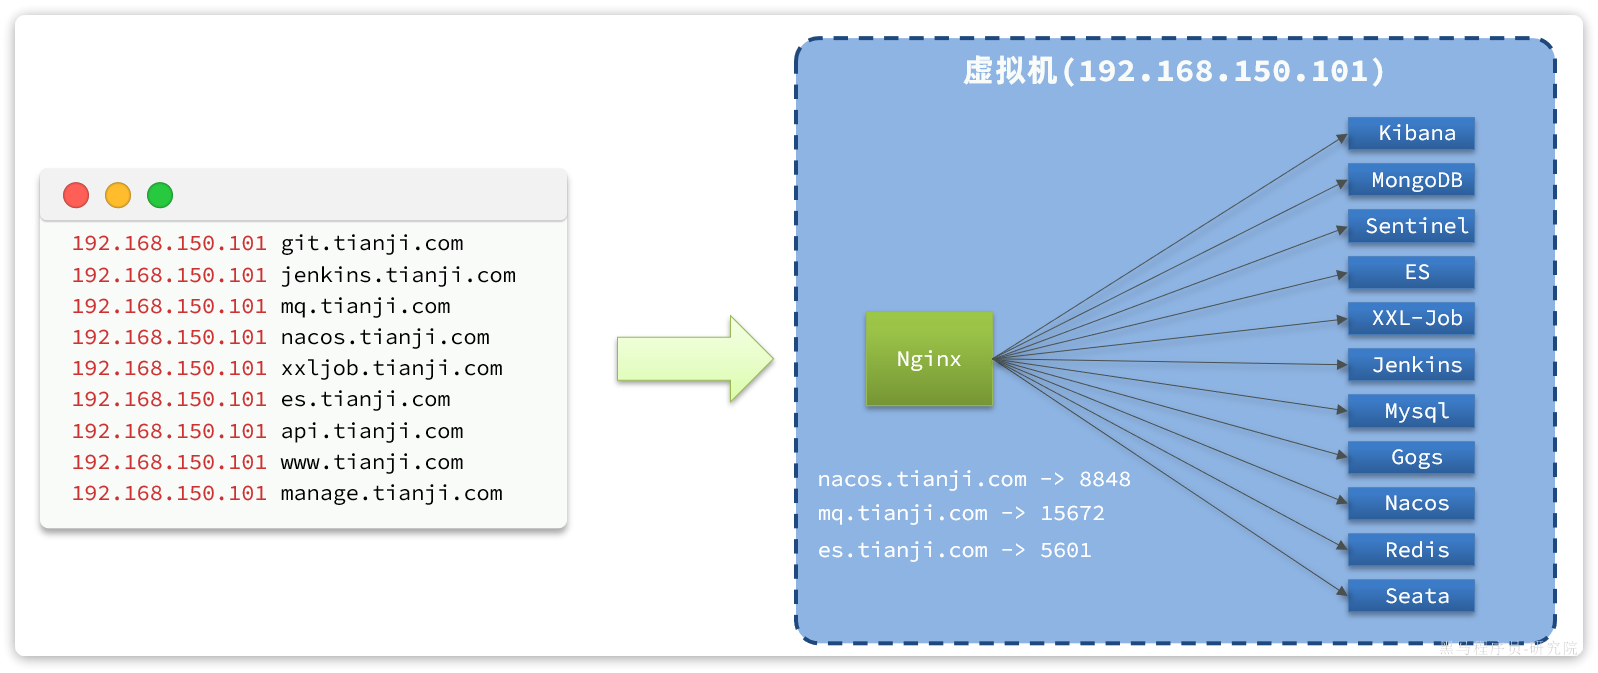 虚拟机(192.168.150.101)
192.168.150.101 git.tianji.com
192.168.150.101 jenkins.tianji.com
192.168.150.101 mq.tianji.com
192.168.150.101 nacos.tianji.com
192.168.150.101 xxljob.tianji.com
192.168.150.101 es.tianji.com
192.168.150.101 api.tianji.com
192.168.150.101 www.tianji.com
192.168.150.101 manage.tianji.com
Nginx
nacos.tianji.com -> 8848
mq.tianji.com -> 15672
es.tianji.com -> 5601
Kibana
MongoDB
Sentinel
ES
XXL-Job
Jenkins
Mysql
Gogs
Nacos
Redis
Seata
黑马程序员-研究院